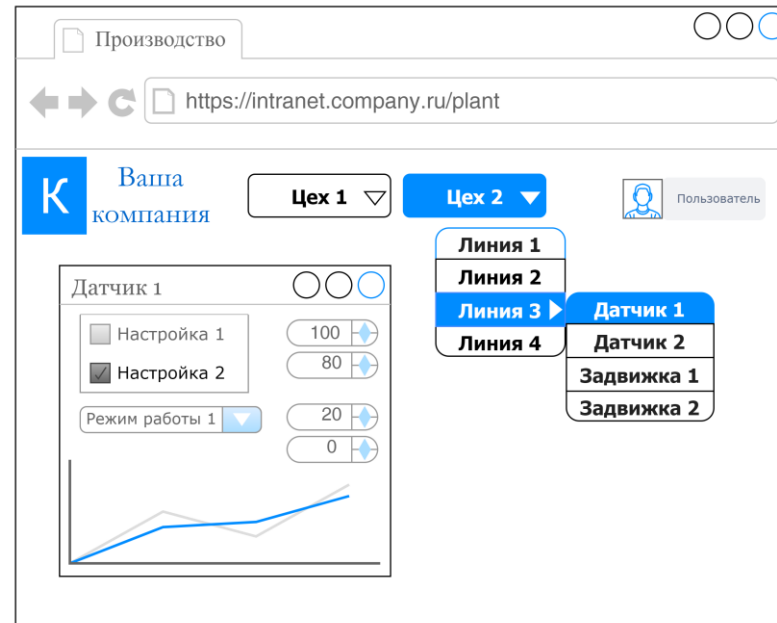 Производство
https://intranet.company.ru/plant
К
Ваша
компания
Цех 1
Цех 2
Пользователь
Линия 1
Линия 2
Линия 3
Линия 4
Датчик 1
Датчик 2
Задвижка 1
Задвижка 2
Датчик 1
Настройка 1
Настройка 2
100
80
Режим работы 1
20
0